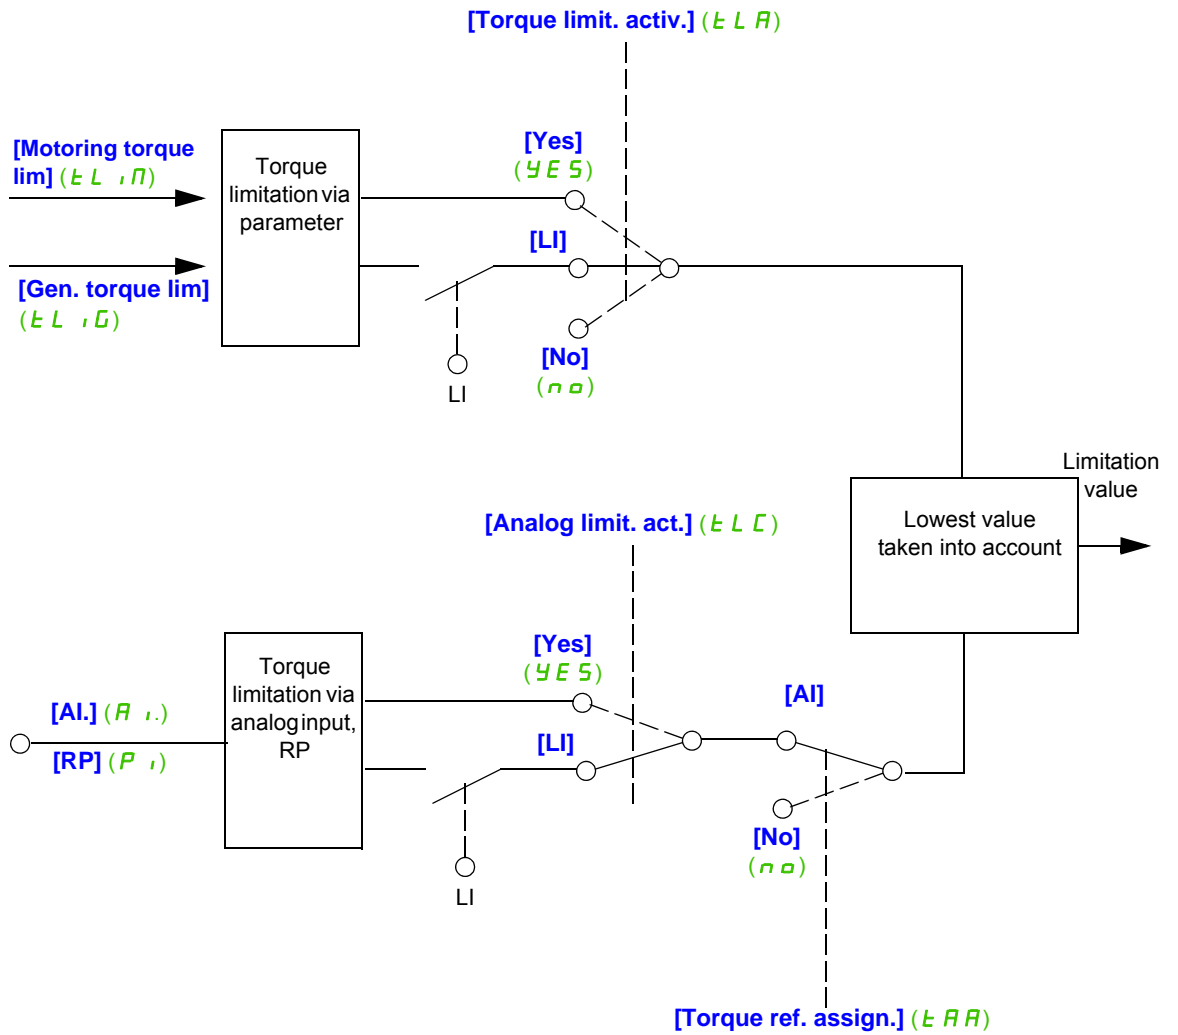 [Torque limit. activ.] (tLA)
[Motoring torque
lim] (tLiM)
Torque
limitation via
parameter
[Yes]
(YES)
[LI]
[Gen. torque lim]
(tLiG)
[No]
(no)
LI
Limitation
value
Lowest value
taken into account
[Analog limit. act.] (tLC)
[Yes]
(YES)
Torque
limitation via
analog input,
RP
[AI.] (Ai.)
[RP] (Pi)
[LI]
[AI]
[No]
(no)
LI
[Torque ref. assign.] (tAA)